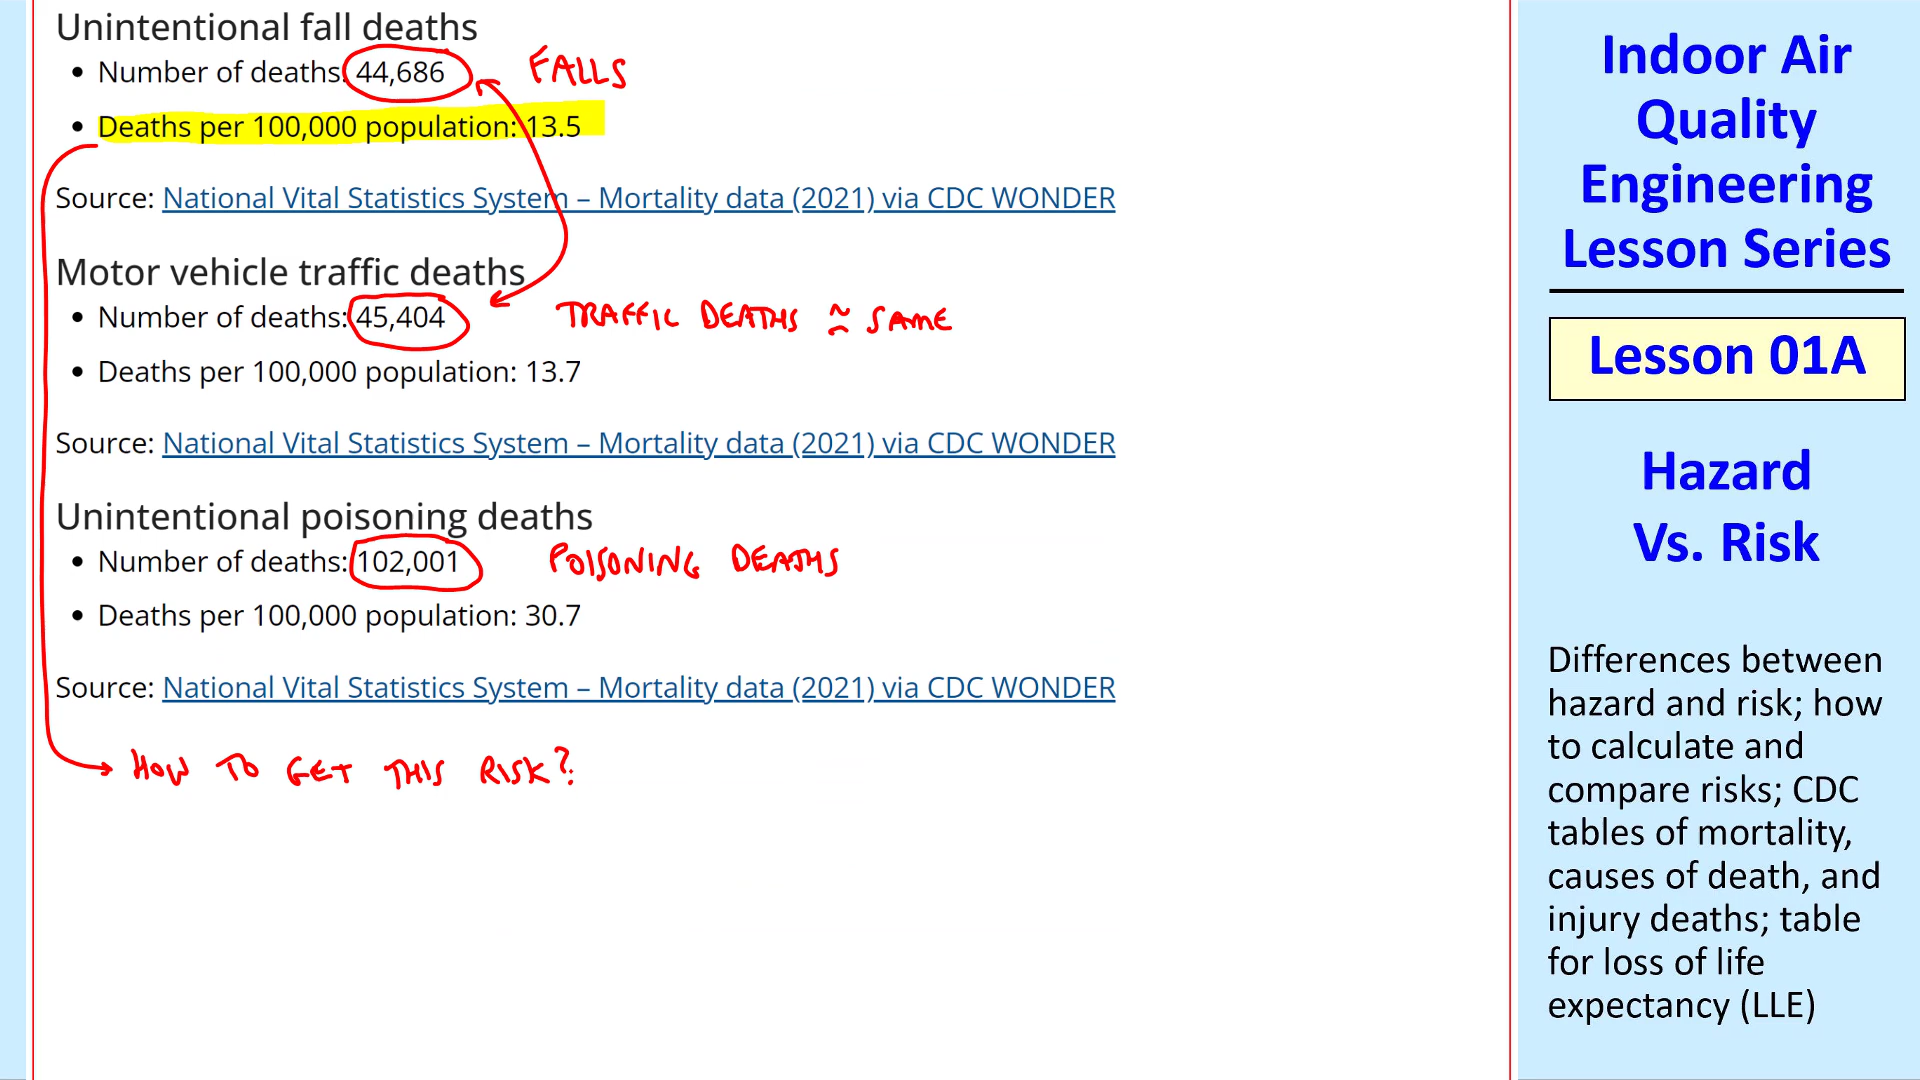 Unintentional fall deaths
• Number of deaths: 44,686 FALLS
• Deaths per 100,000 population: 13.5
Source: National Vital Statistics System – Mortality data (2021) via CDC WONDER
Motor vehicle traffic deaths
• Number of deaths: 45,404 TRAFFIC DEATHS ≈ SAME
• Deaths per 100,000 population: 13.7
Source: National Vital Statistics System – Mortality data (2021) via CDC WONDER
Unintentional poisoning deaths
• Number of deaths: 102,001 POISONING DEATHS
• Deaths per 100,000 population: 30.7
Source: National Vital Statistics System – Mortality data (2021) via CDC WONDER
HOW TO GET THIS RISK?
Indoor Air
Quality
Engineering
Lesson Series
Lesson 01A
Hazard
Vs. Risk
Differences between
hazard and risk; how
to calculate and
compare risks; CDC
tables of mortality,
causes of death, and
injury deaths; table
for loss of life
expectancy (LLE)